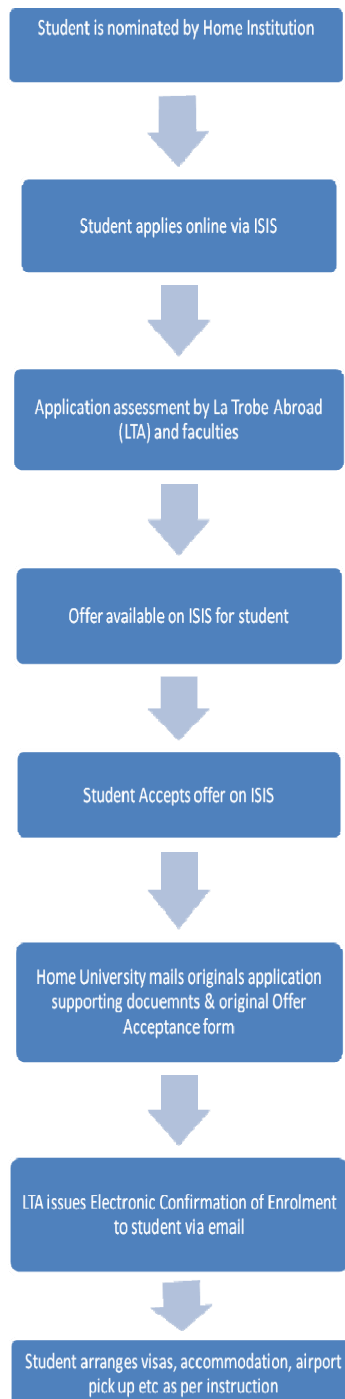 Student is nominated by Home Institution
Student applies online via ISIS
Application assessment by La Trobe Abroad
(LTA) and faculties
Offer available on ISIS for student
Student Accepts offer on ISIS
Home University mails originals application
supporting docuemnts & original Offer
Acceptance form
LTA issues Electronic Confirmation of Enrolment
to student via email
Student arranges visas, accommodation, airport
pick up etc as per instruction